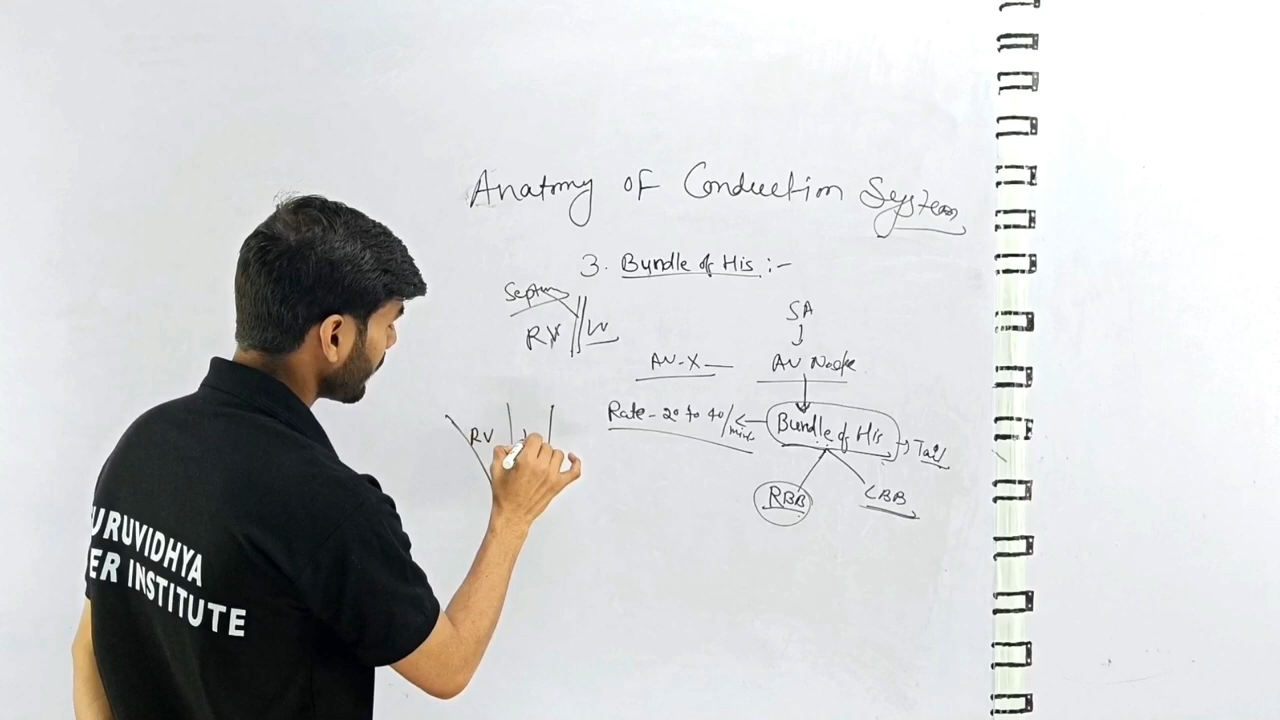 Anatomy of Conduction System
3. Bundle of His :-
Septum
SA
RV LV
AV-X
AV Node
Rate - 20 to 40/min
Bundle of His
Tail
RV
RBB
LBB
URUVIDHYA
ER INSTITUTE